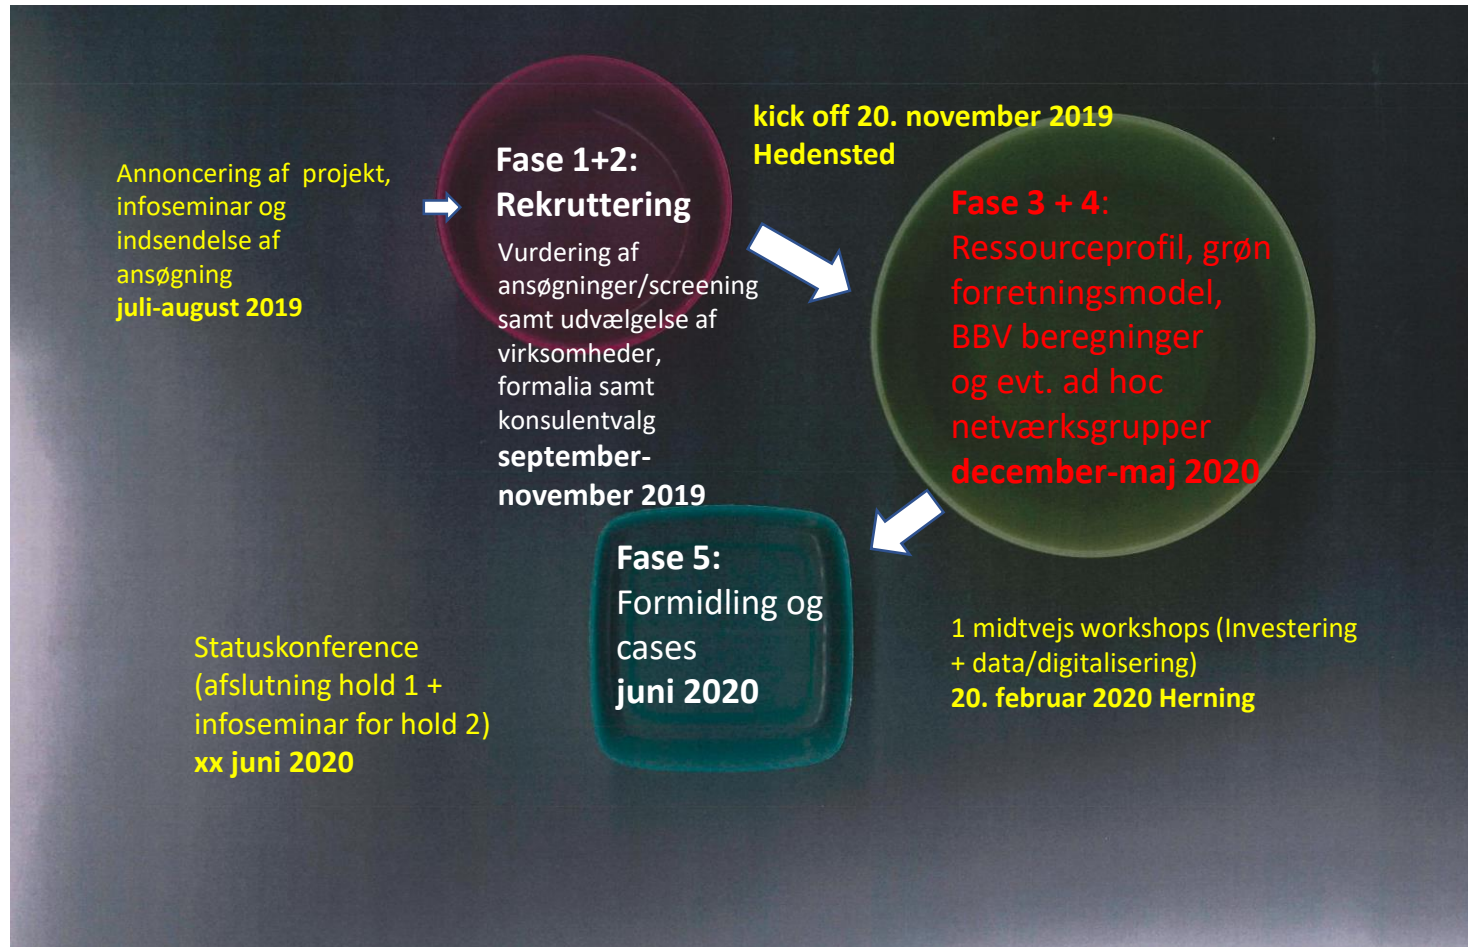 Annoncering af  projekt,
infoseminar og
indsendelse af
ansøgning
juli-august 2019
Fase 1+2:
Rekruttering
Vurdering af
ansøgninger/screening
samt udvælgelse af
virksomheder,
formalia samt
konsulentvalg
september-
november 2019
kick off 20. november 2019
Hedensted
Fase 3 + 4:
Ressourceprofil, grøn
forretningsmodel,
BBV beregninger
og evt. ad hoc
netværksgrupper
december-maj 2020
1 midtvejs workshops (Investering
+ data/digitalisering)
20. februar 2020 Herning
Fase 5:
Formidling og
cases
juni 2020
Statuskonference
(afslutning hold 1 +
infoseminar for hold 2)
xx juni 2020